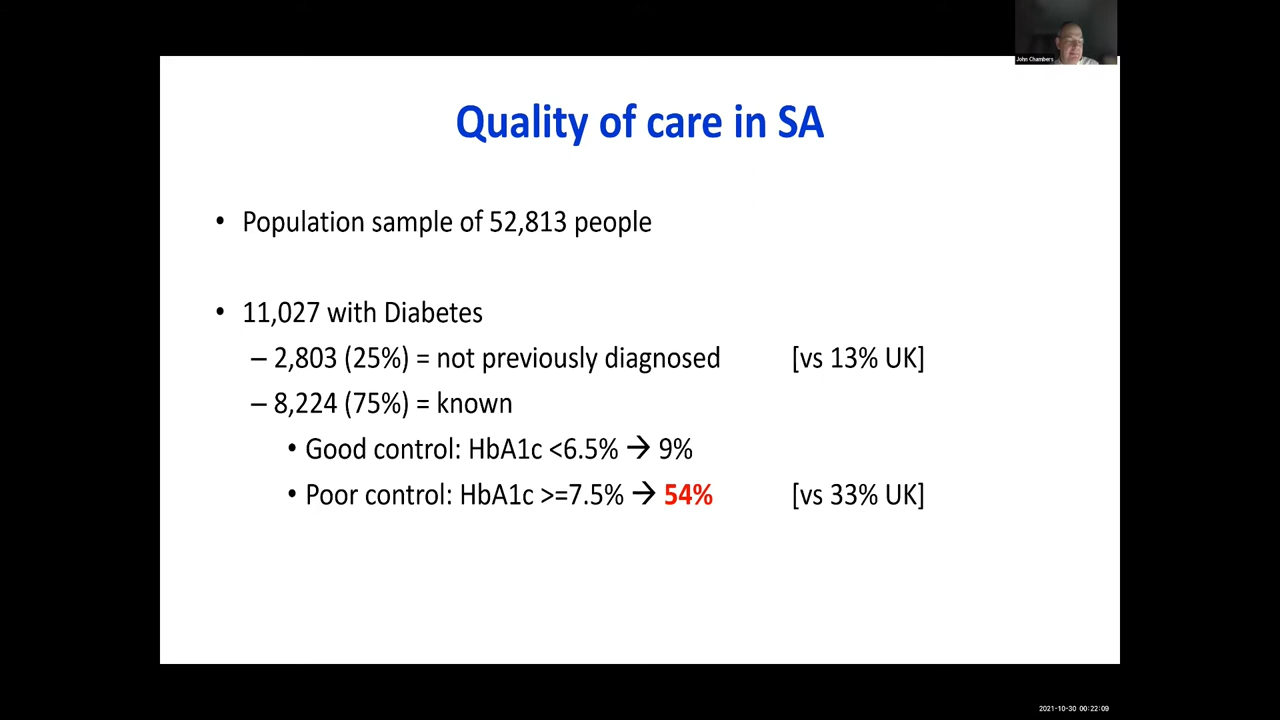 John Chambers
Quality of care in SA
• Population sample of 52,813 people
• 11,027 with Diabetes
– 2,803 (25%) = not previously diagnosed [vs 13% UK]
– 8,224 (75%) = known
• Good control: HbA1c <6.5% → 9%
• Poor control: HbA1c >=7.5% → 54% [vs 33% UK]
2021-10-30 00:22:09